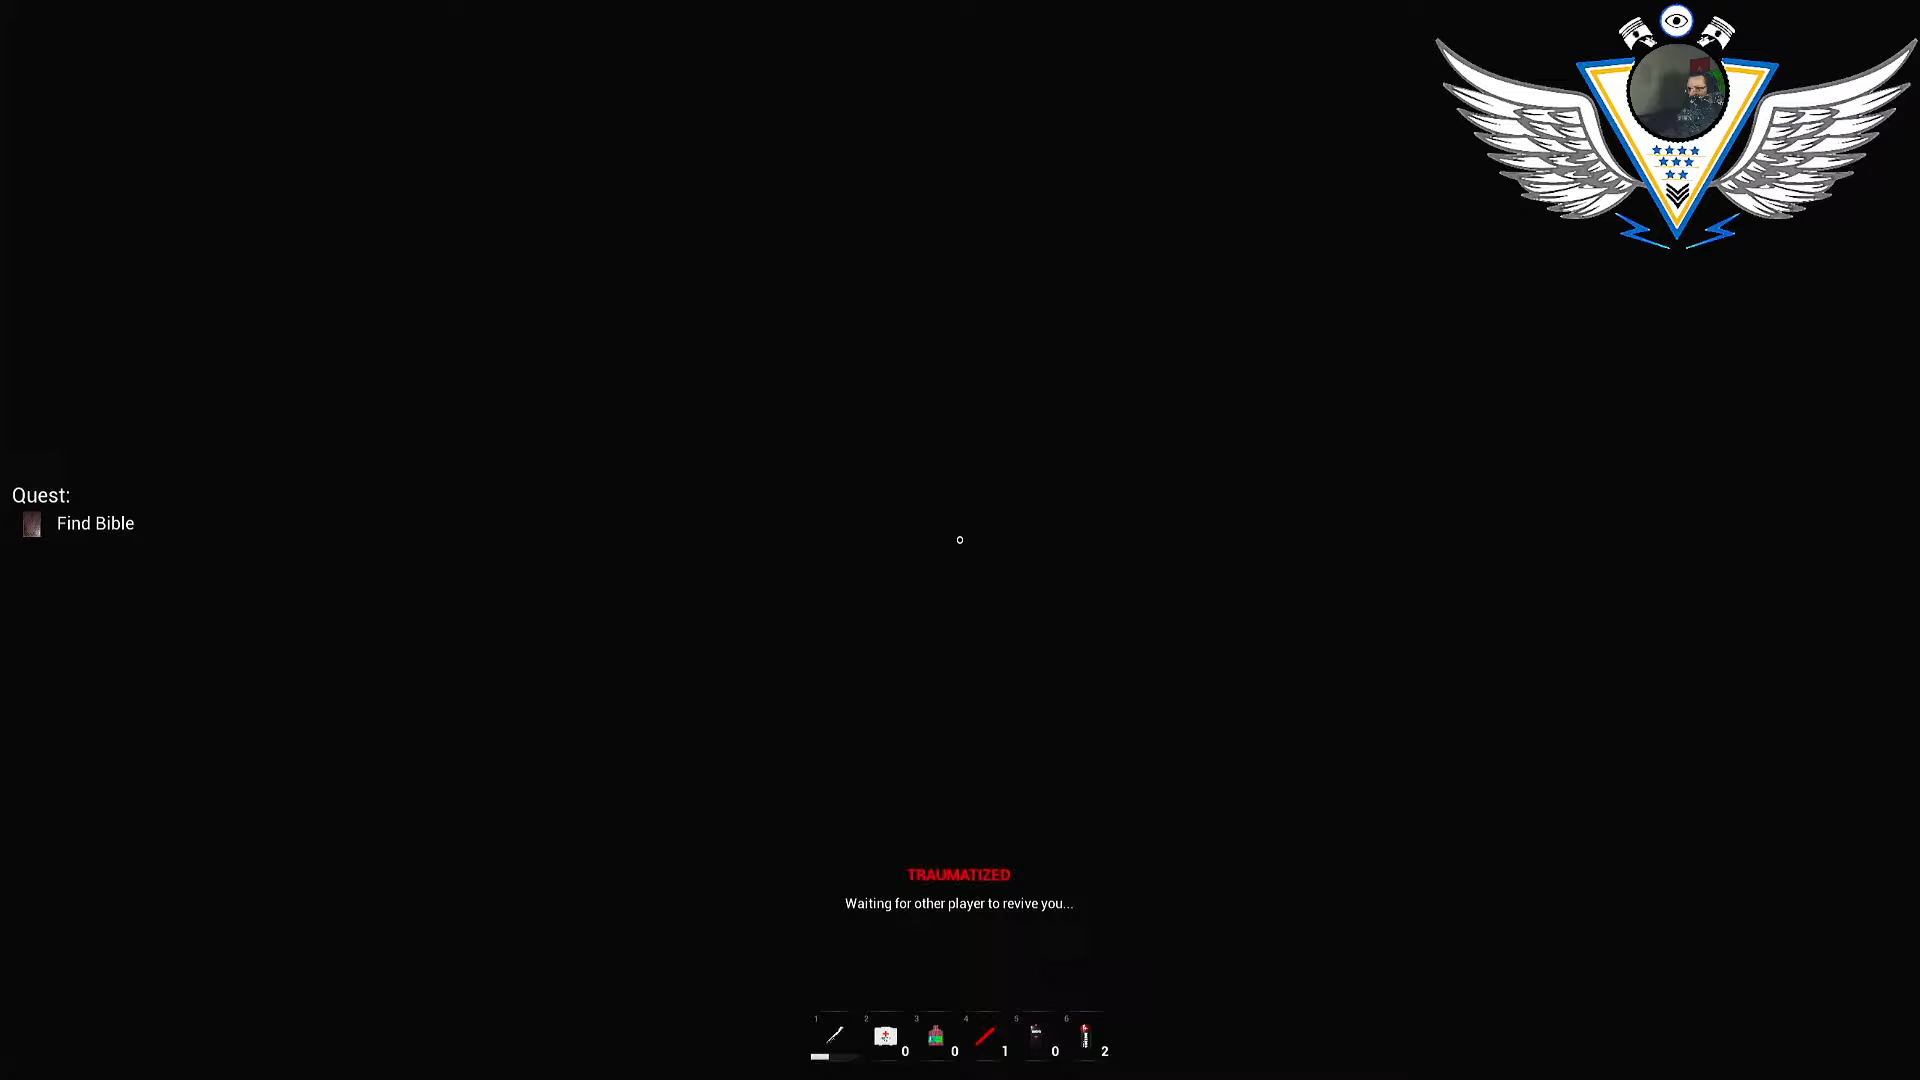 Quest:
Find Bible
TRAUMATIZED
Waiting for other player to revive you...
1 2 3 4 5 6
0 0 1 0 2